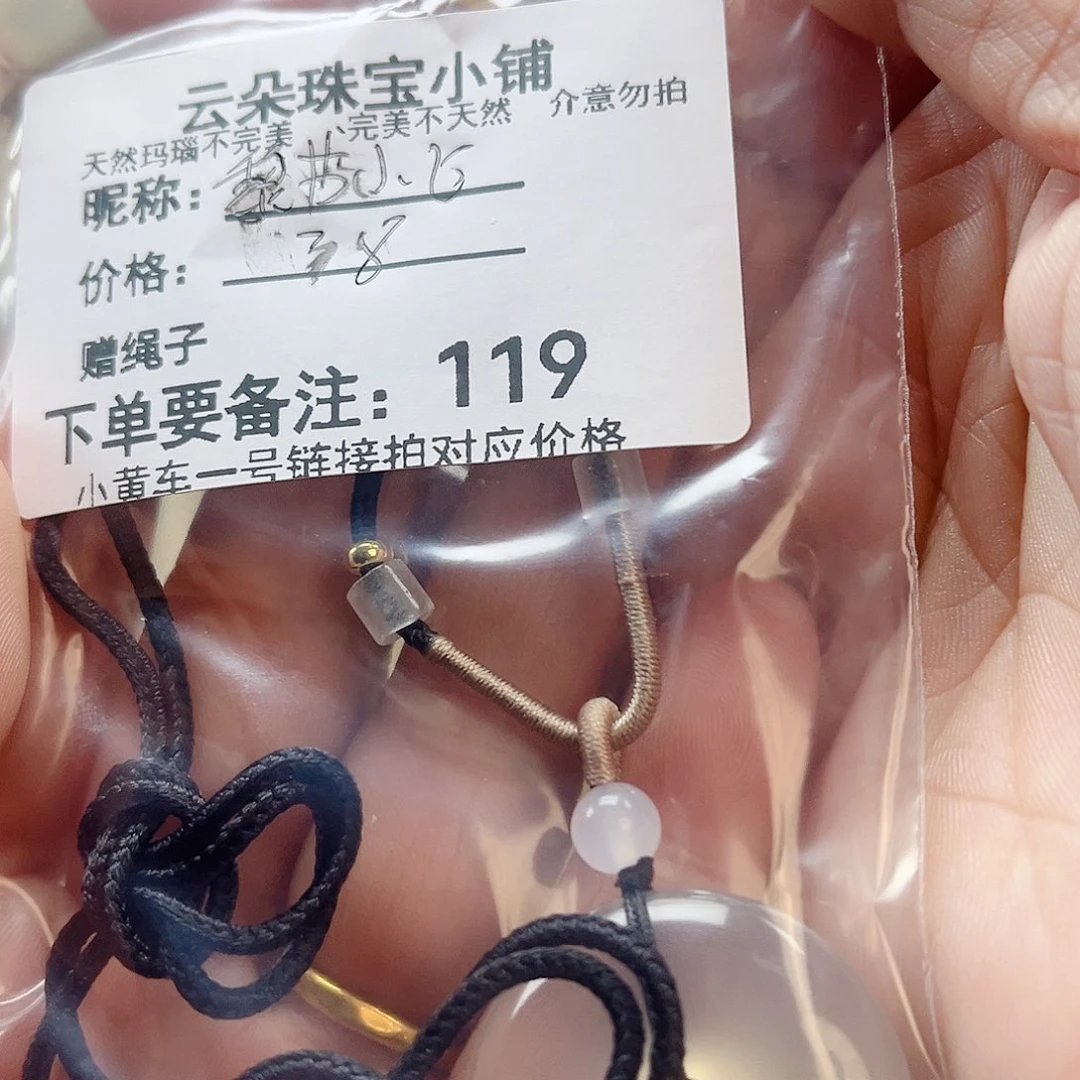 云朵珠宝小铺
天然玛瑙不完美 完美不天然 介意勿拍
昵称：
价格：38
赠绳子
下单要备注：119
小黄车一号链接拍对应价格